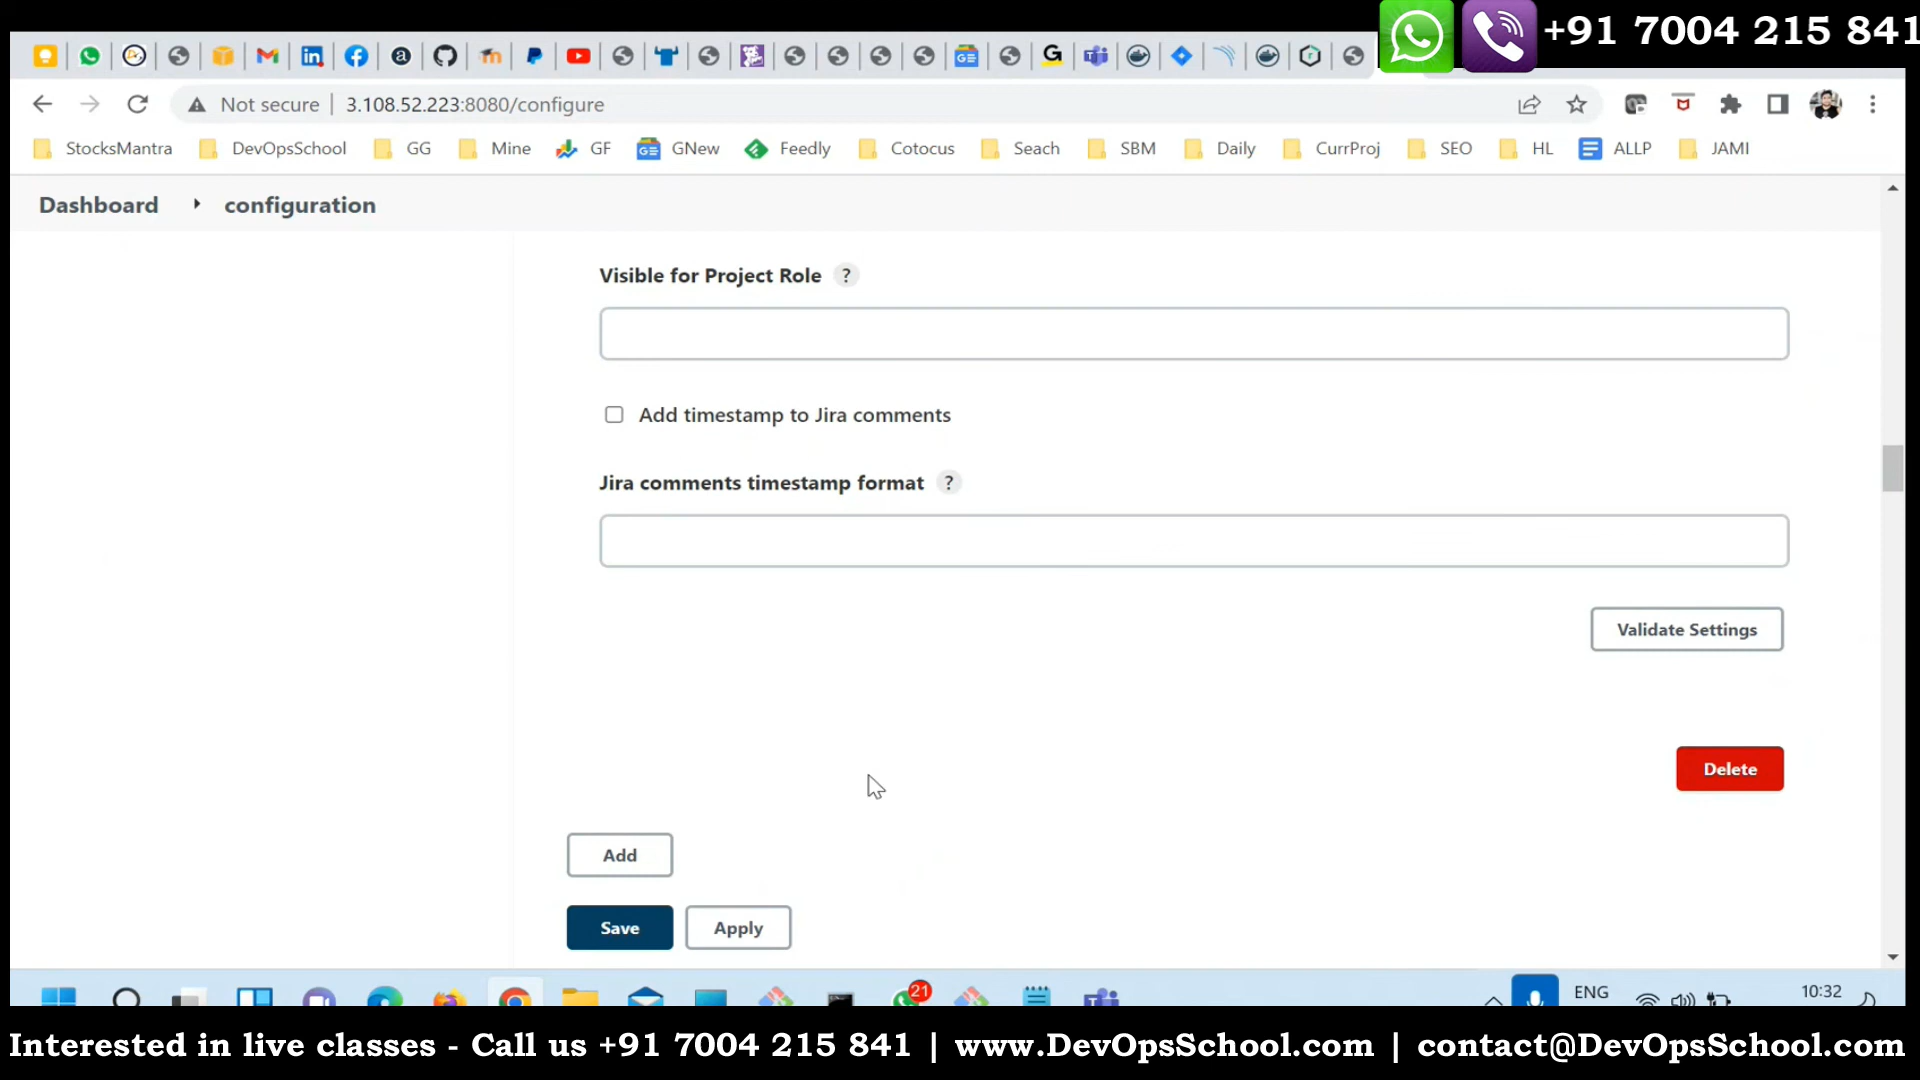 +91 7004 215 841
Not secure | 3.108.52.223:8080/configure
StocksMantra DevOpsSchool GG Mine GF GNew Feedly Cotocus Seach SBM Daily CurrProj SEO HL ALLP JAMI
Dashboard configuration
Visible for Project Role ?
Add timestamp to Jira comments
Jira comments timestamp format ?
Validate Settings
Delete
Add
Save Apply
21
ENG
10:32
Interested in live classes - Call us +91 7004 215 841 | www.DevOpsSchool.com | contact@DevOpsSchool.com